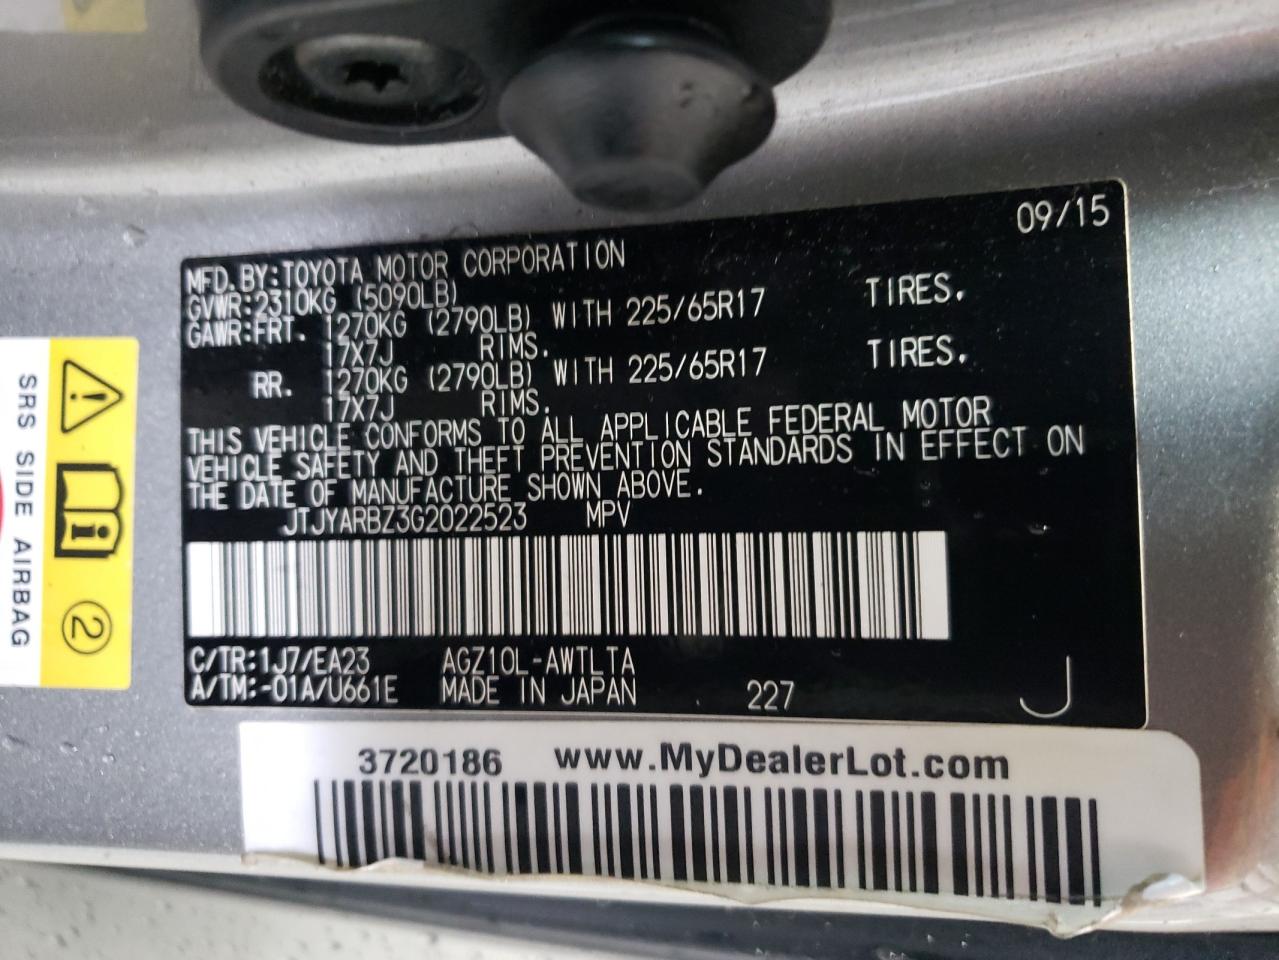 09/15
MFD.BY:TOYOTA MOTOR CORPORATION
GVWR:2310KG (5090LB)
GAWR:FRT. 1270KG (2790LB) WITH 225/65R17 TIRES.
17X7J RIMS.
RR. 1270KG (2790LB) WITH 225/65R17 TIRES.
17X7J RIMS.
THIS VEHICLE CONFORMS TO ALL APPLICABLE FEDERAL MOTOR
VEHICLE SAFETY AND THEFT PREVENTION STANDARDS IN EFFECT ON
THE DATE OF MANUFACTURE SHOWN ABOVE.
JTJYARBZ3G2022523 MPV
C/TR:1J7/EA23 AGZ10L-AWTLTA
A/TM:-01A/U661E MADE IN JAPAN 227 J
3720186 www.MyDealerLot.com
SRS SIDE AIRBAG
2